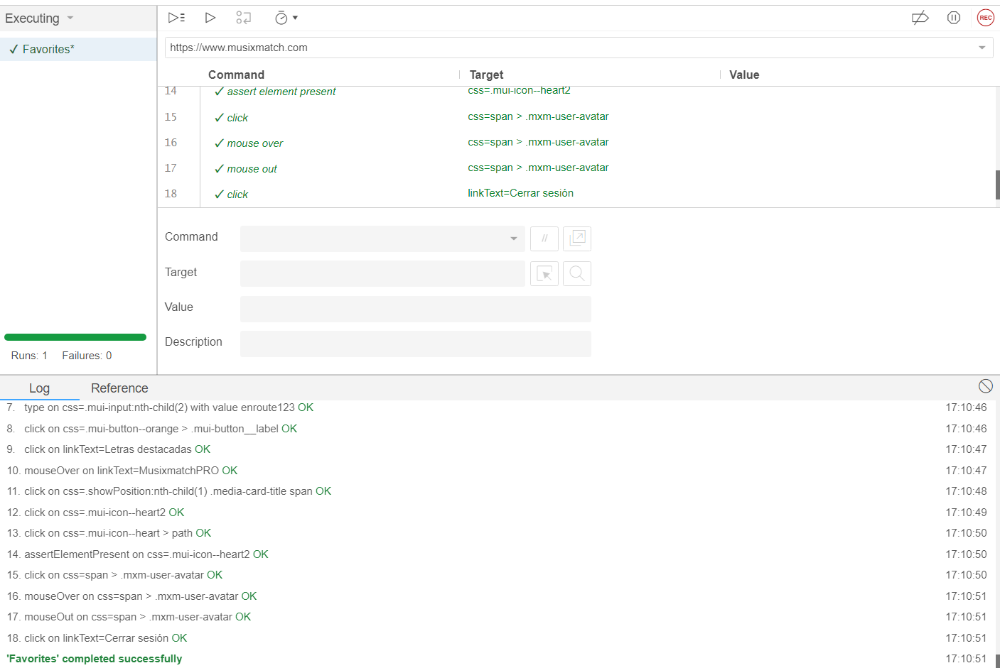 Executing
REC
✓ Favorites*
https://www.musixmatch.com
Command Target Value
14 ✓ assert element present css=.mui-icon--heart2
15 ✓ click css=span > .mxm-user-avatar
16 ✓ mouse over css=span > .mxm-user-avatar
17 ✓ mouse out css=span > .mxm-user-avatar
18 ✓ click linkText=Cerrar sesión
Command //
Target
Value
Description
Runs: 1 Failures: 0
Log Reference
7. type on css=.mui-input:nth-child(2) with value enroute123 OK 17:10:46
8. click on css=.mui-button--orange > .mui-button__label OK 17:10:46
9. click on linkText=Letras destacadas OK 17:10:47
10. mouseOver on linkText=MusixmatchPRO OK 17:10:47
11. click on css=.showPosition:nth-child(1) .media-card-title span OK 17:10:48
12. click on css=.mui-icon--heart2 OK 17:10:49
13. click on css=.mui-icon--heart > path OK 17:10:50
14. assertElementPresent on css=.mui-icon--heart2 OK 17:10:50
15. click on css=span > .mxm-user-avatar OK 17:10:50
16. mouseOver on css=span > .mxm-user-avatar OK 17:10:51
17. mouseOut on css=span > .mxm-user-avatar OK 17:10:51
18. click on linkText=Cerrar sesión OK 17:10:51
'Favorites' completed successfully 17:10:51